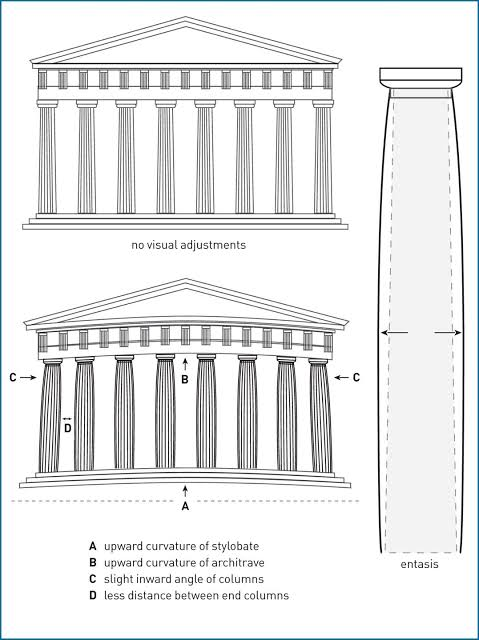 no visual adjustments
C
C
B
D
A
A upward curvature of stylobate
B upward curvature of architrave
C slight inward angle of columns
D less distance between end columns
entasis